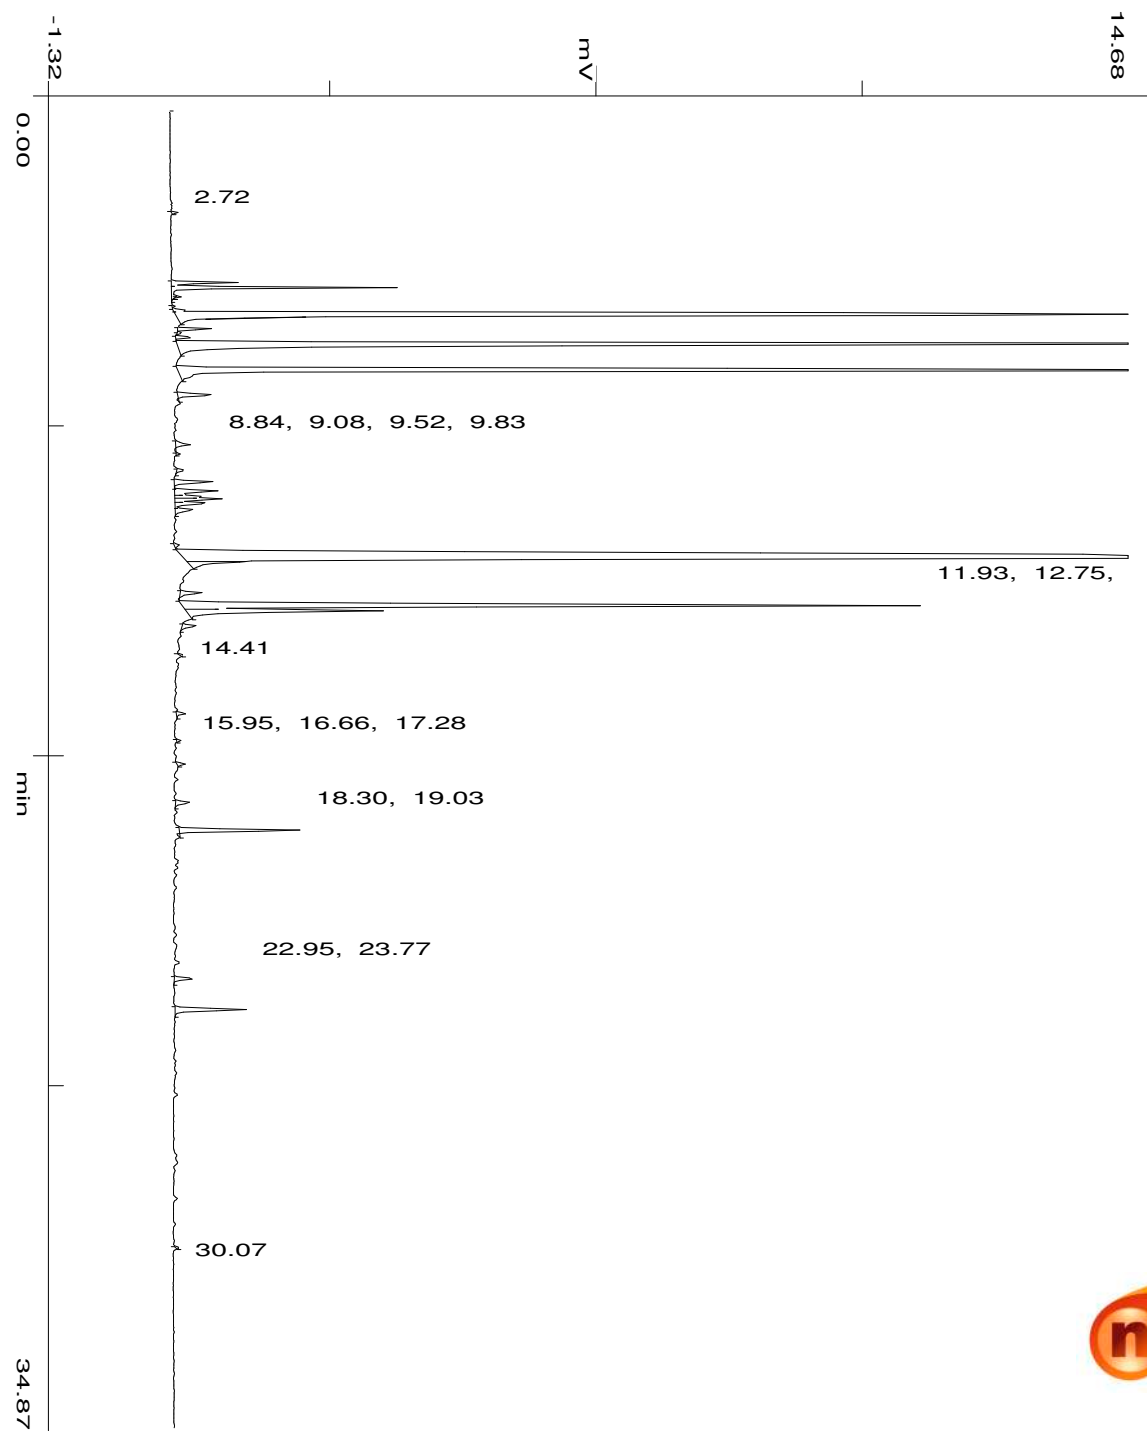 -1.32
mV
14.68
0.00
2.72
8.84, 9.08, 9.52, 9.83
11.93, 12.75,
14.41
15.95, 16.66, 17.28
min
18.30, 19.03
22.95, 23.77
30.07
n
34.87